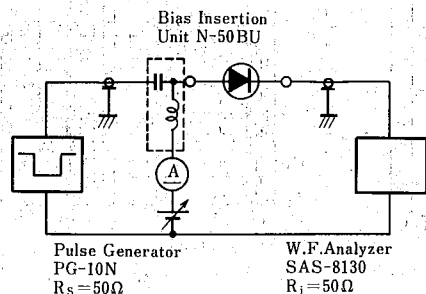 Bias Insertion
Unit N-50BU
A
Pulse Generator
PG-10N
RS=50Ω
W.F.Analyzer
SAS-8130
Ri=50Ω